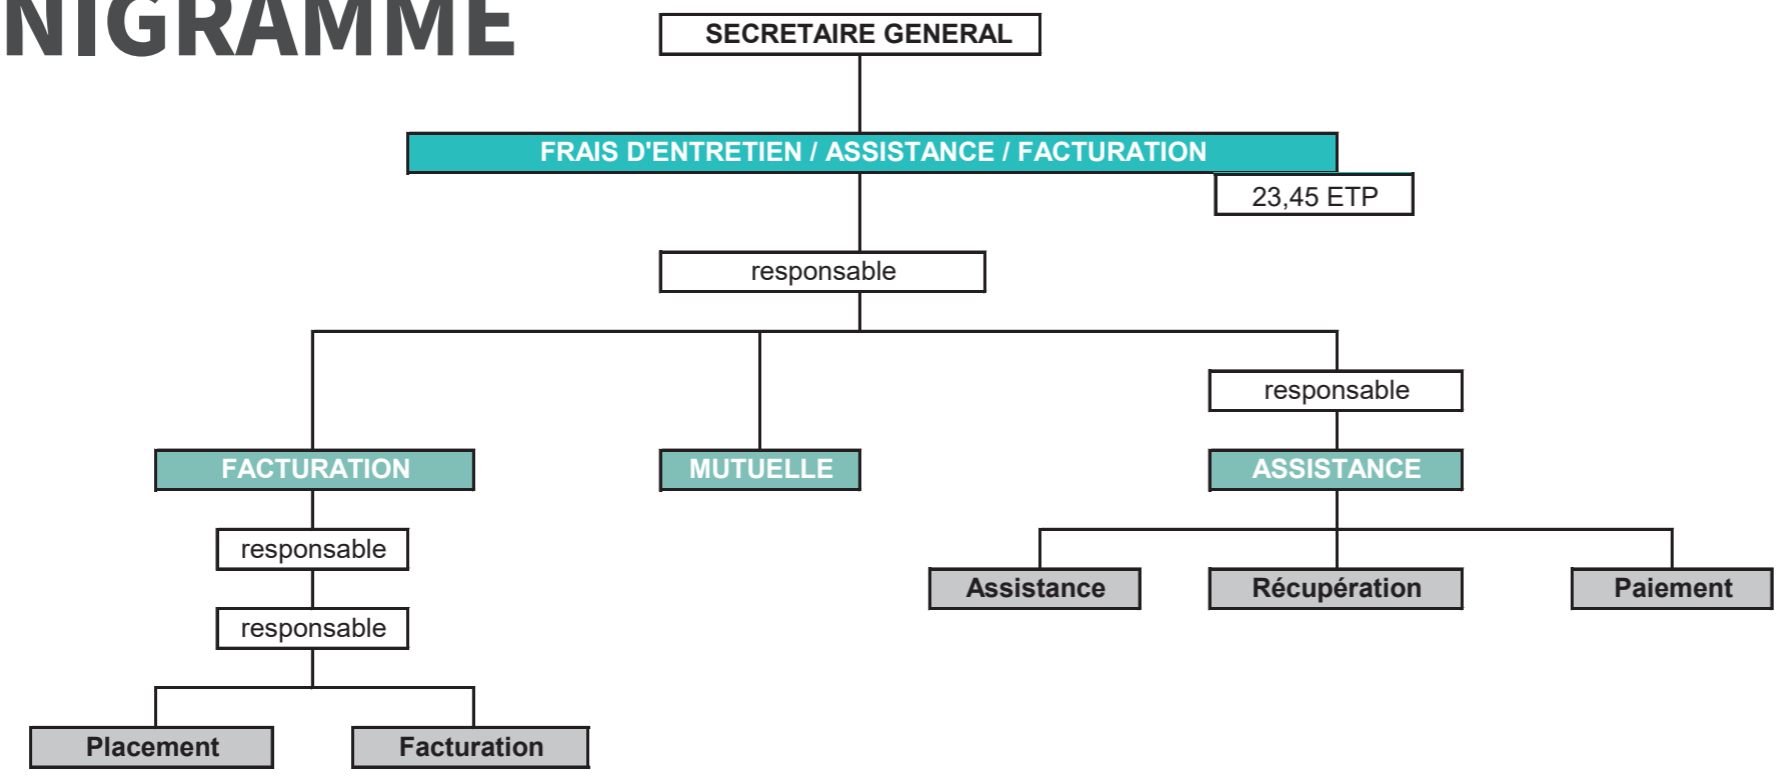 NIGRAMME
SECRETAIRE GENERAL
FRAIS D'ENTRETIEN / ASSISTANCE / FACTURATION
23,45 ETP
responsable
responsable
FACTURATION
MUTUELLE
ASSISTANCE
responsable
Assistance
Récupération
Paiement
responsable
Placement
Facturation